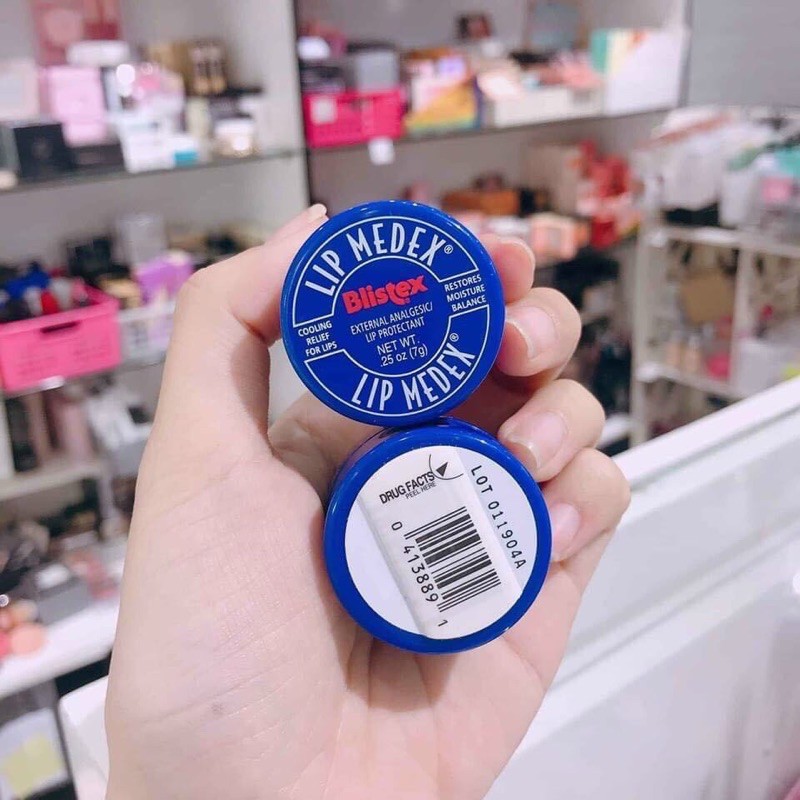 LIP MEDEX®
Blistex®
COOLING
RELIEF
FOR LIPS
EXTERNAL ANALGESIC/
LIP PROTECTANT
NET WT.
.25 oz (7g)
RESTORES
MOISTURE
BALANCE
LIP MEDEX®
DRUG FACTS
PEEL HERE
LOT 011904A
0 413889 1